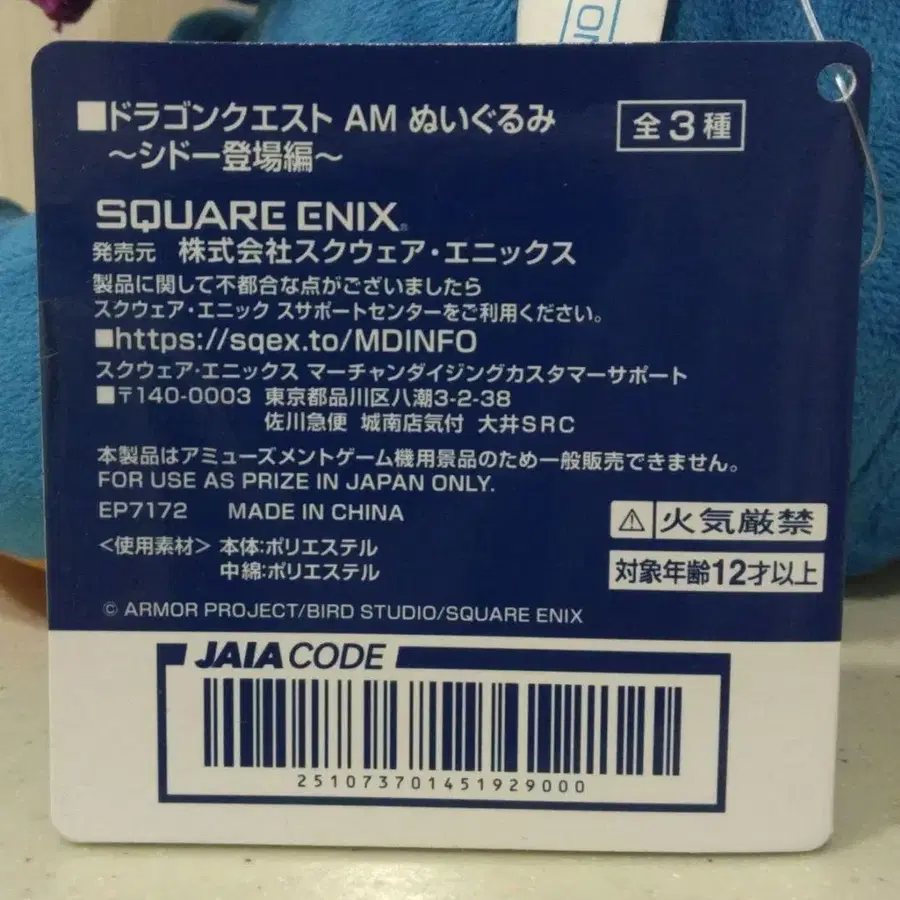 ■ドラゴンクエスト AM ぬいぐるみ
～シドー登場編～
全3種
SQUARE ENIX®
発売元 株式会社スクウェア・エニックス
製品に関して不都合な点がございましたら
スクウェア・エニック スサポートセンターをご利用ください。
■https://sqex.to/MDINFO
スクウェア・エニックス マーチャンダイジングカスタマーサポート
■〒140-0003 東京都品川区八潮3-2-38
佐川急便 城南店気付 大井SRC
本製品はアミューズメントゲーム機用景品のため一般販売できません。
FOR USE AS PRIZE IN JAPAN ONLY.
EP7172 MADE IN CHINA
⚠ 火気厳禁
＜使用素材＞ 本体:ポリエステル
中綿:ポリエステル
対象年齢12才以上
© ARMOR PROJECT/BIRD STUDIO/SQUARE ENIX
JAIA CODE
251073701451929000